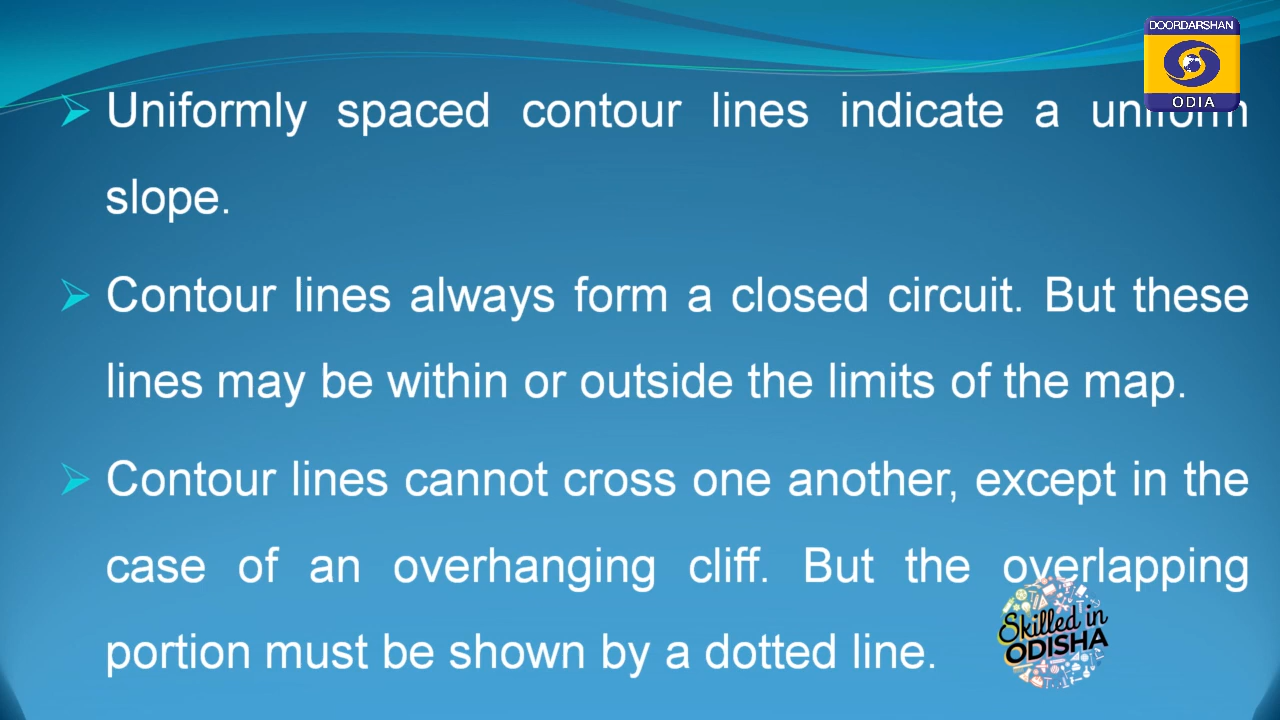 DOORDARSHAN
ODIA
Uniformly spaced contour lines indicate a uniform
slope.
Contour lines always form a closed circuit. But these
lines may be within or outside the limits of the map.
Contour lines cannot cross one another, except in the
case of an overhanging cliff. But the overlapping
portion must be shown by a dotted line.
Skilled in
ODISHA